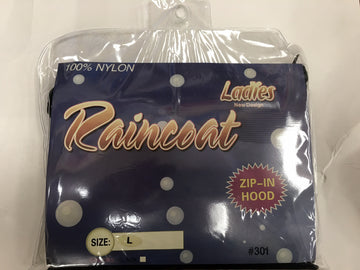 100% NYLON
Ladies
New Design
Raincoat
ZIP-IN
HOOD
SIZE: L
#301